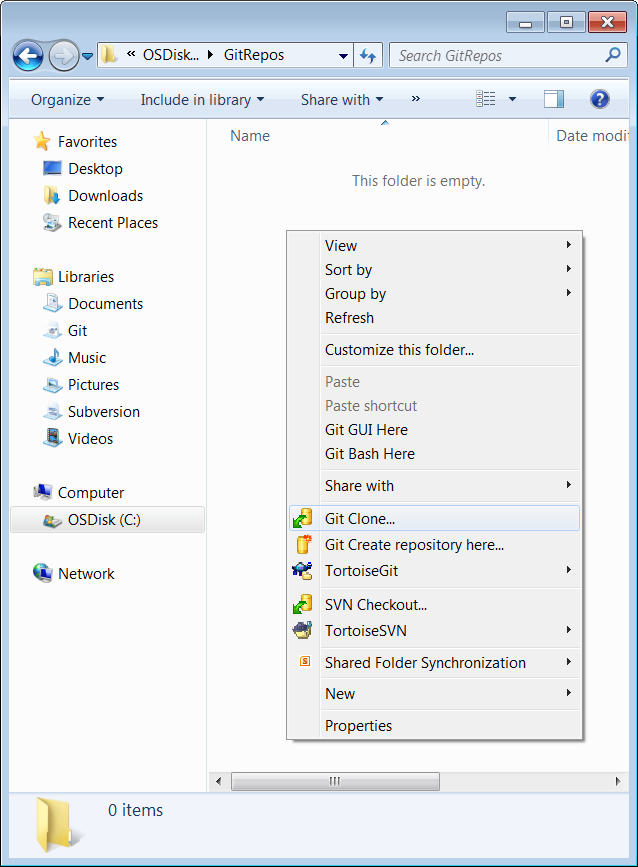 « OSDisk... GitRepos
Search GitRepos
Organize Include in library Share with »
Name Date modif
This folder is empty.
Favorites
Desktop
Downloads
Recent Places
Libraries
Documents
Git
Music
Pictures
Subversion
Videos
Computer
OSDisk (C:)
Network
View
Sort by
Group by
Refresh
Customize this folder...
Paste
Paste shortcut
Git GUI Here
Git Bash Here
Share with
Git Clone...
Git Create repository here...
TortoiseGit
SVN Checkout...
TortoiseSVN
Shared Folder Synchronization
New
Properties
0 items